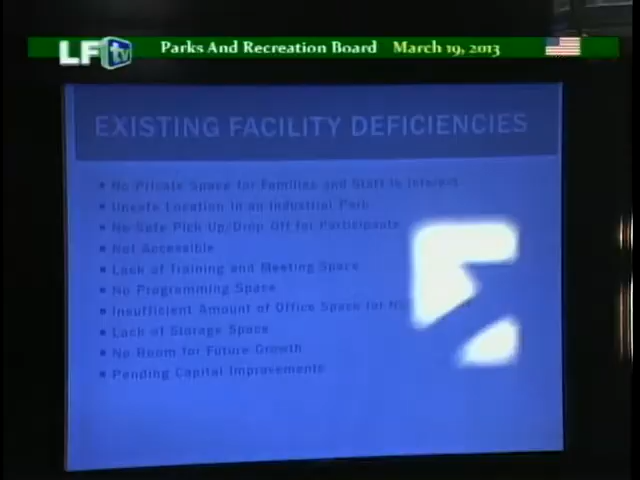 LF tv Parks And Recreation Board March 19, 2013
EXISTING FACILITY DEFICIENCIES
▪ No Private Space for Families and Staff to Interact
▪ Unsafe Location in an Industrial Park
▪ No Safe Pick Up/Drop Off for Participants
▪ Not Accessible
▪ Lack of Training and Meeting Space
▪ No Programming Space
▪ Insufficient Amount of Office Space for
▪ Lack of Storage Space
▪ No Room for Future Growth
▪ Pending Capital Improvements